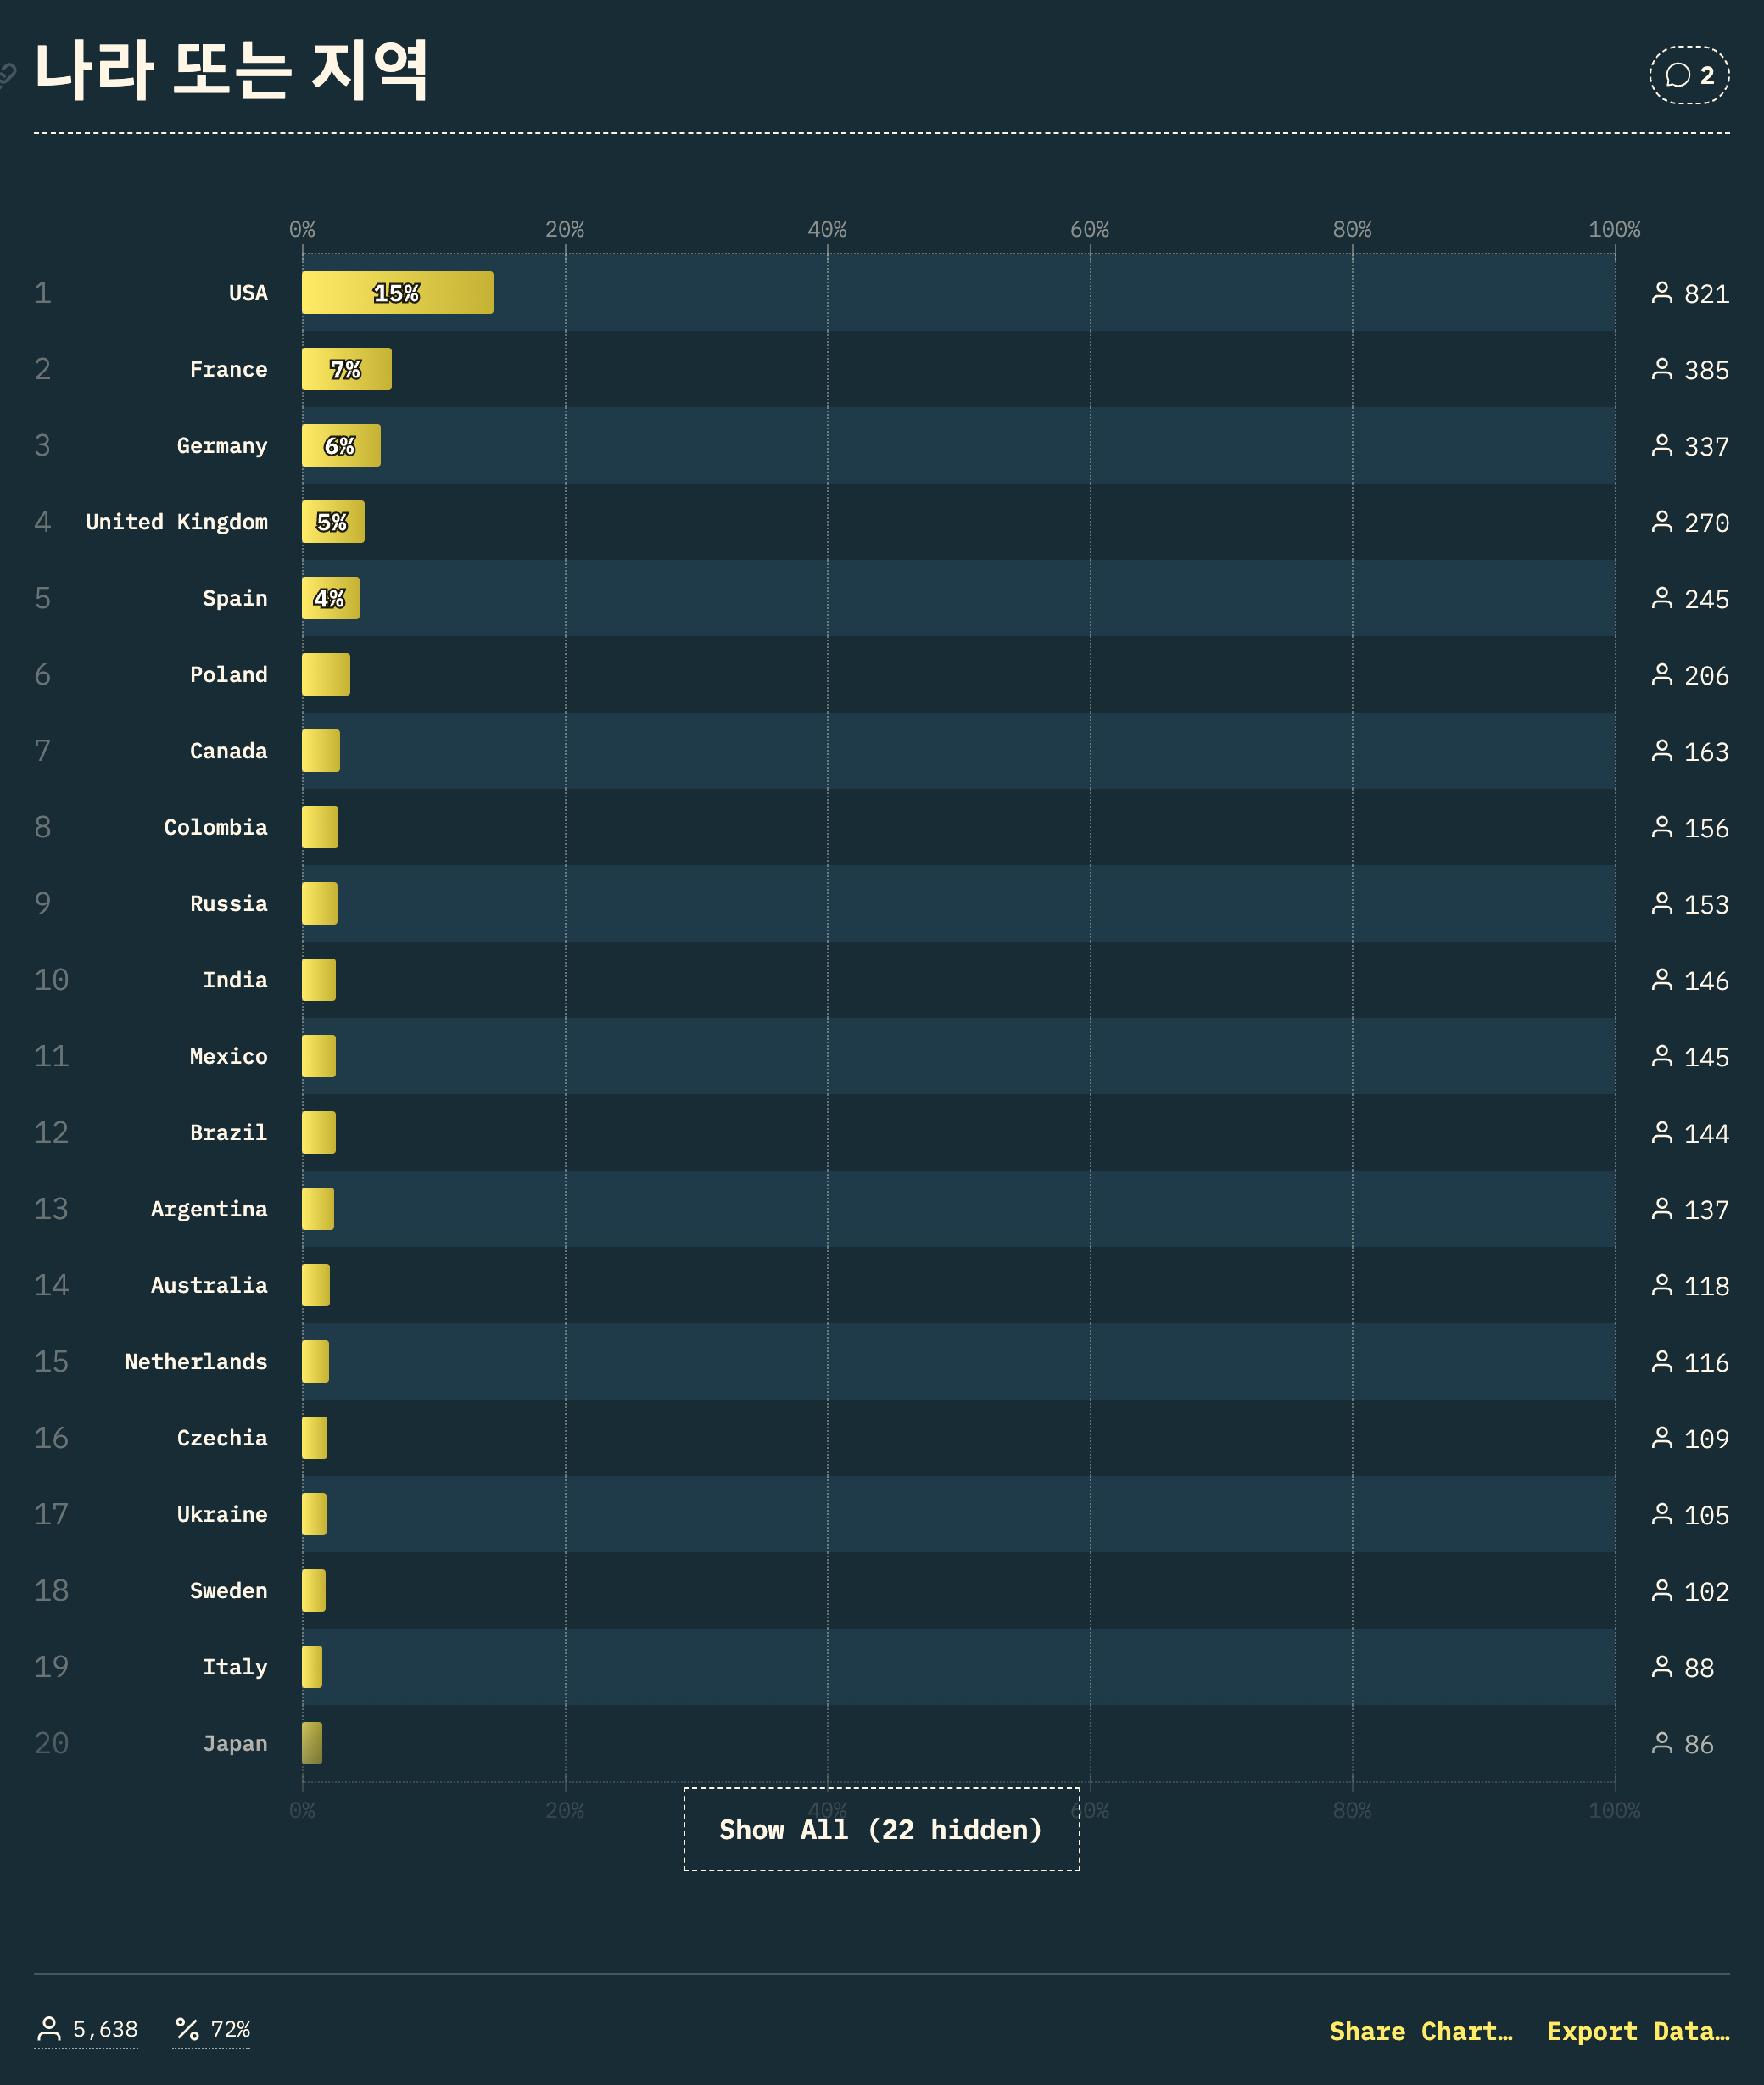 나라 또는 지역
2
0% 20% 40% 60% 80% 100%
1 USA 15% 821
2 France 7% 385
3 Germany 6% 337
4 United Kingdom 5% 270
5 Spain 4% 245
6 Poland 206
7 Canada 163
8 Colombia 156
9 Russia 153
10 India 146
11 Mexico 145
12 Brazil 144
13 Argentina 137
14 Australia 118
15 Netherlands 116
16 Czechia 109
17 Ukraine 105
18 Sweden 102
19 Italy 88
20 Japan 86
0% 20% 40% 60% 80% 100%
Show All (22 hidden)
5,638 % 72% Share Chart… Export Data…